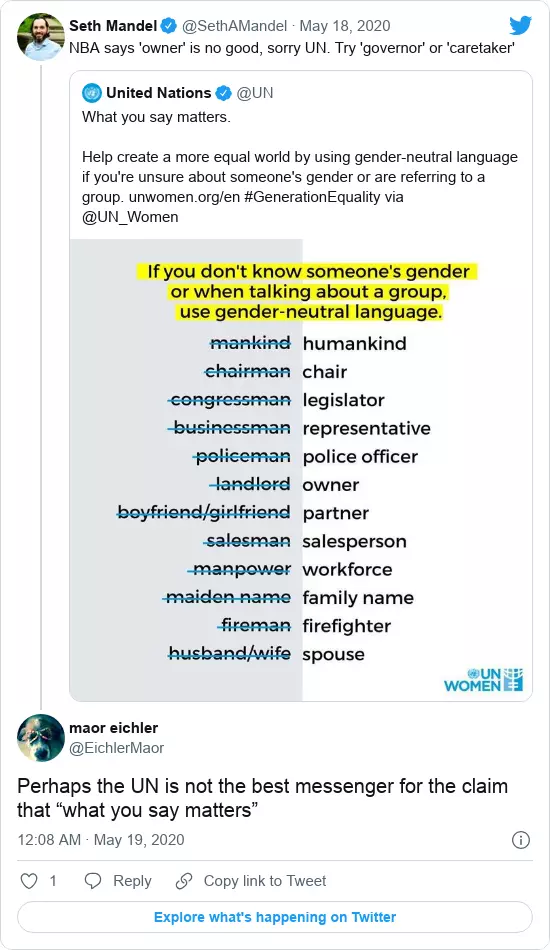 Seth Mandel @SethAMandel · May 18, 2020
NBA says 'owner' is no good, sorry UN. Try 'governor' or 'caretaker'
United Nations @UN
What you say matters.
Help create a more equal world by using gender-neutral language
if you're unsure about someone's gender or are referring to a
group. unwomen.org/en #GenerationEquality via
@UN_Women
If you don't know someone's gender
or when talking about a group,
use gender-neutral language.
mankind humankind
chairman chair
congressman legislator
businessman representative
policeman police officer
landlord owner
boyfriend/girlfriend partner
salesman salesperson
manpower workforce
maiden name family name
fireman firefighter
husband/wife spouse
UN
WOMEN
maor eichler
@EichlerMaor
Perhaps the UN is not the best messenger for the claim
that “what you say matters”
12:08 AM · May 19, 2020
1 Reply Copy link to Tweet
Explore what's happening on Twitter